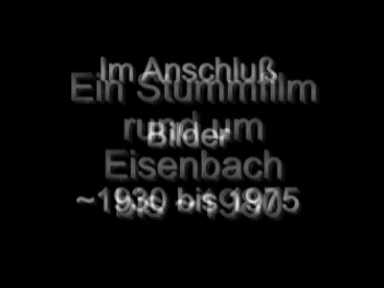 Im Anschluß
Ein Stummfilm
rund um
Bilder
Eisenbach
~1930 bis 1975